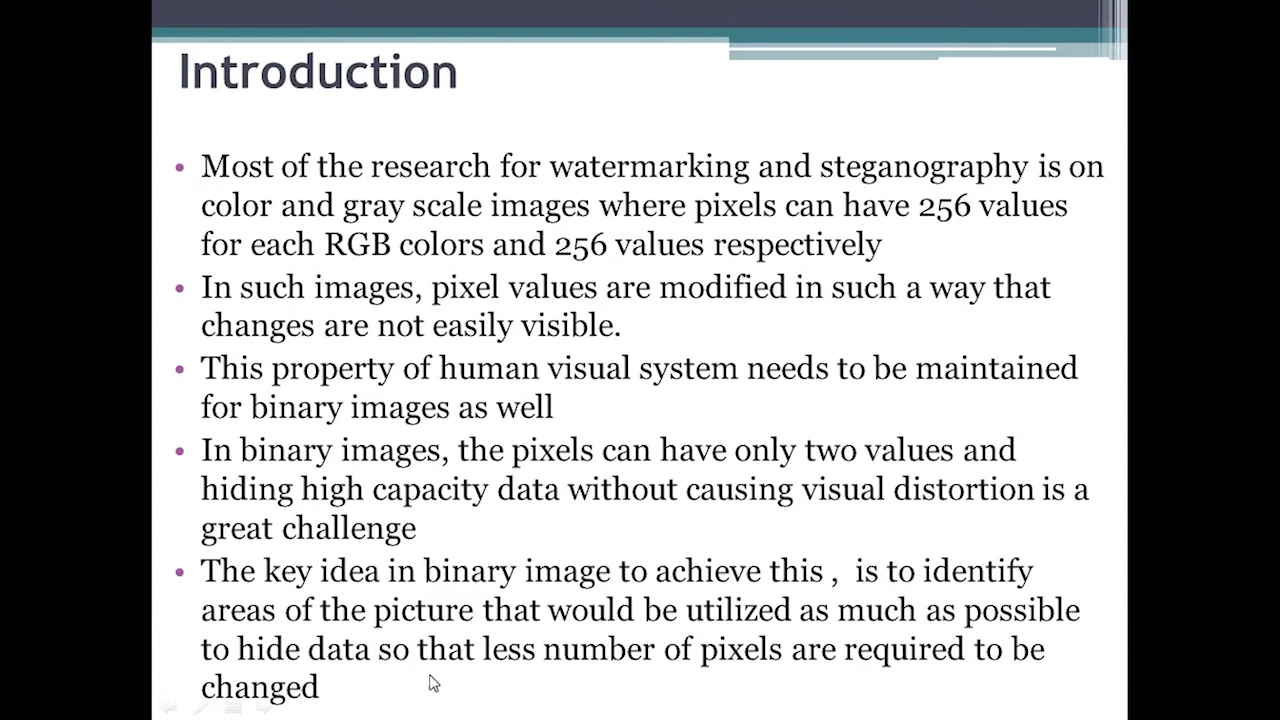 Introduction
• Most of the research for watermarking and steganography is on
color and gray scale images where pixels can have 256 values
for each RGB colors and 256 values respectively
• In such images, pixel values are modified in such a way that
changes are not easily visible.
• This property of human visual system needs to be maintained
for binary images as well
• In binary images, the pixels can have only two values and
hiding high capacity data without causing visual distortion is a
great challenge
• The key idea in binary image to achieve this ,  is to identify
areas of the picture that would be utilized as much as possible
to hide data so that less number of pixels are required to be
changed